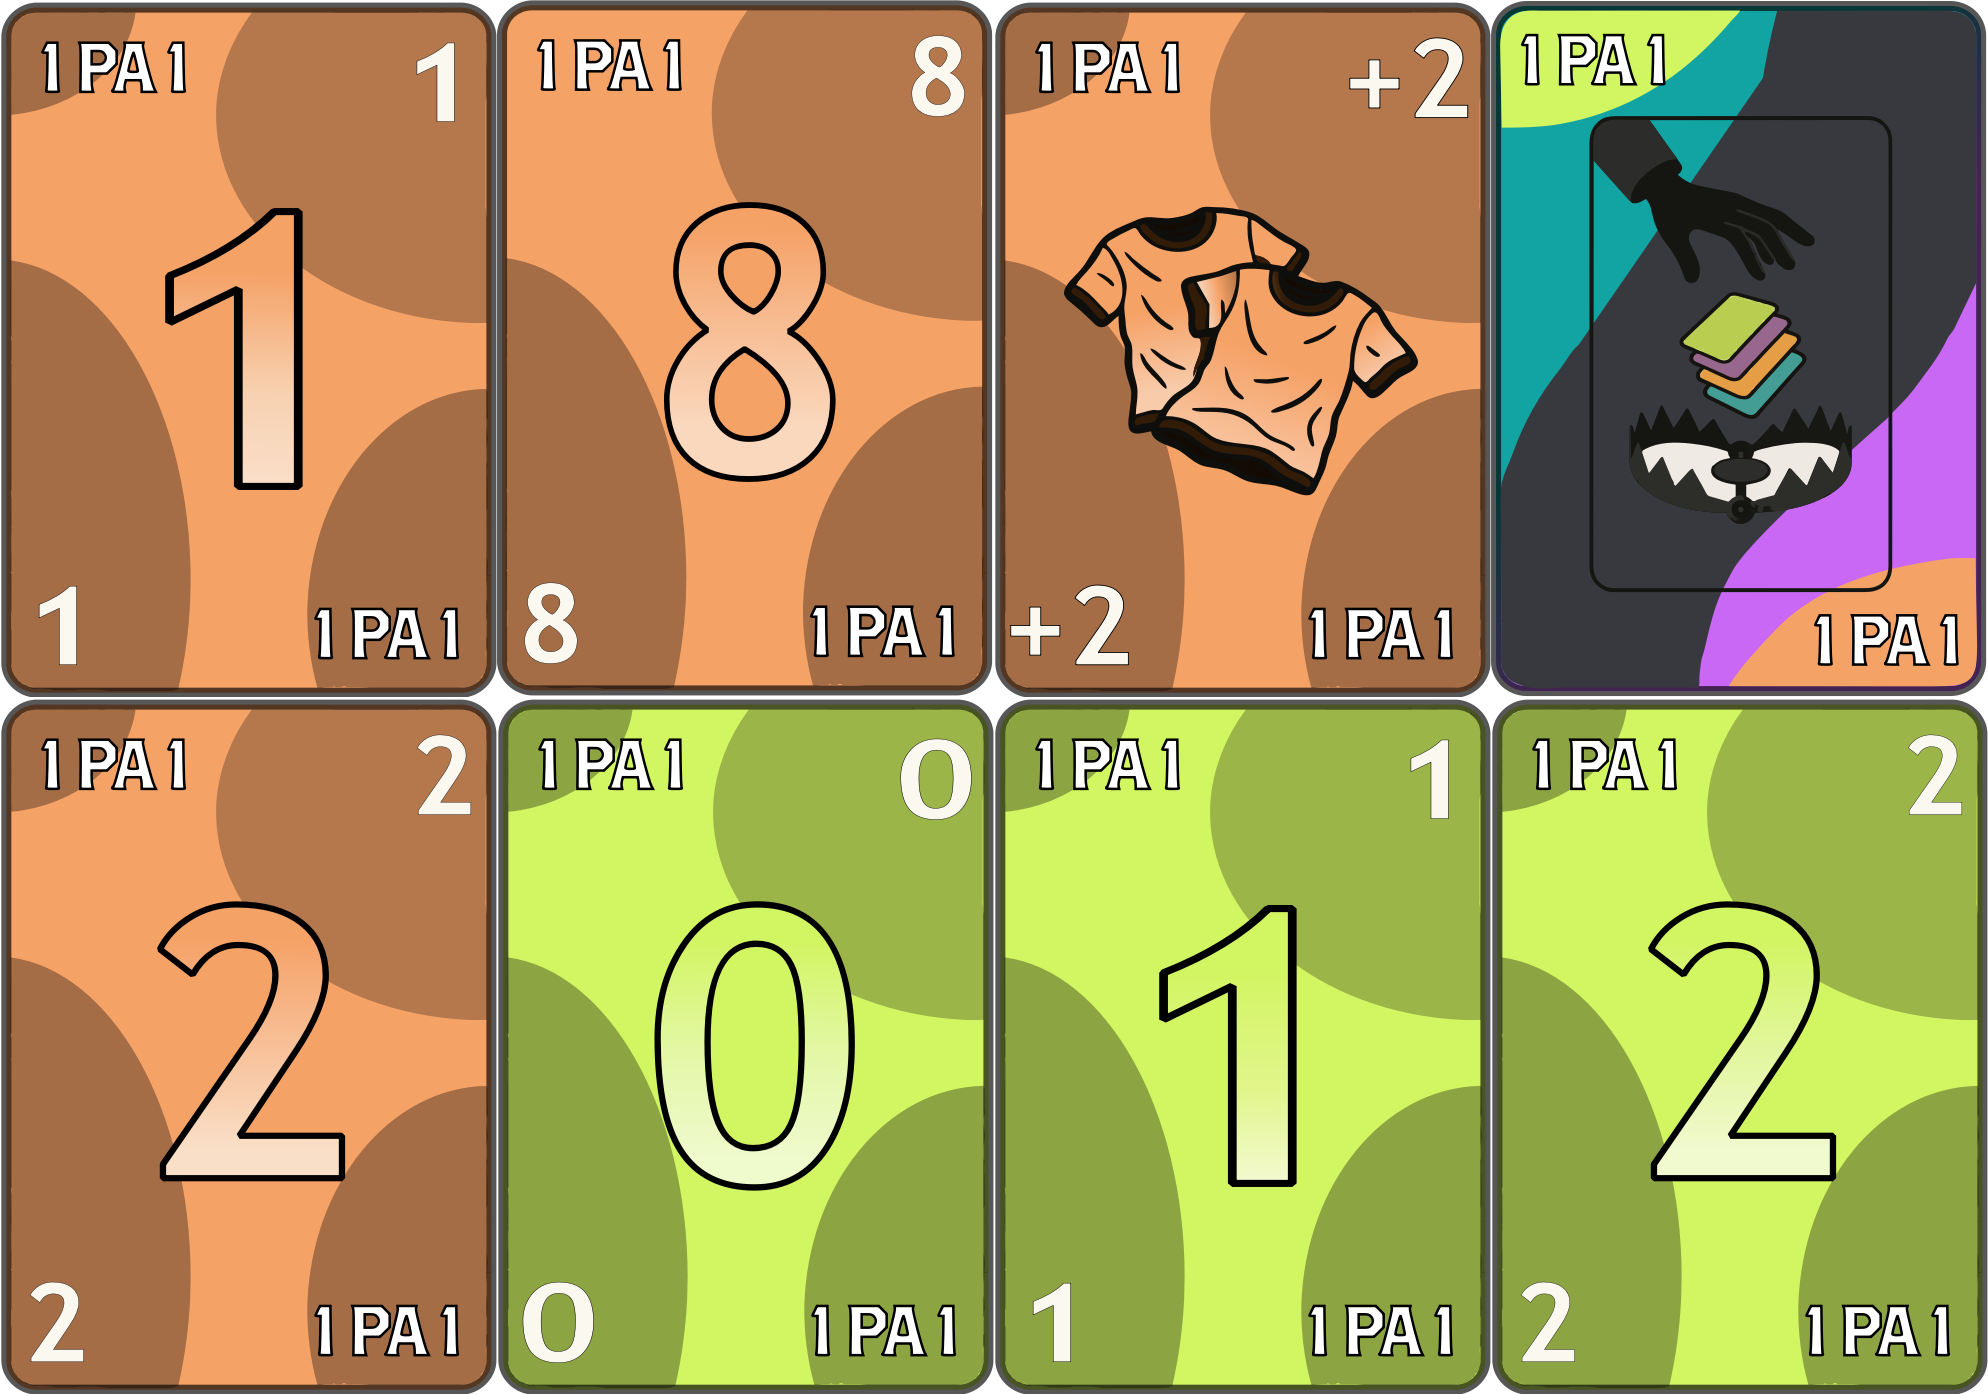 1 PA 1 1
1
1 1 PA 1
1 PA 1 8
8
8 1 PA 1
1 PA 1 +2
+2 1 PA 1
1 PA 1
1 PA 1
1 PA 1 2
2
2 1 PA 1
1 PA 1 0
0
0 1 PA 1
1 PA 1 1
1
1 1 PA 1
1 PA 1 2
2
2 1 PA 1